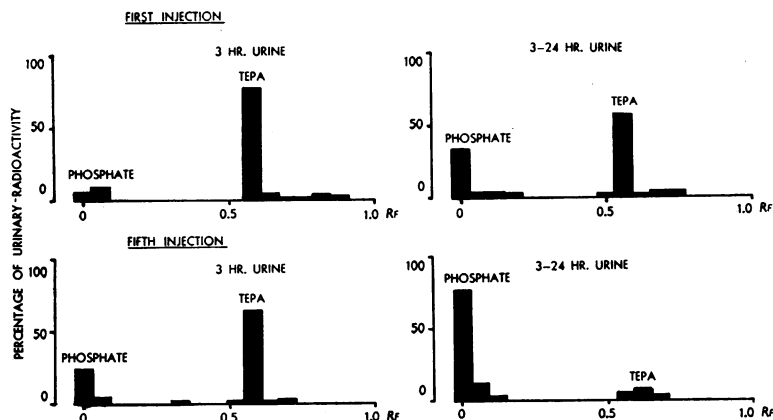 FIRST INJECTION
3 HR. URINE
3-24 HR. URINE
100
50
0
PHOSPHATE
TEPA
0
0.5
1.0 RF
100
50
0
PHOSPHATE
TEPA
0
0.5
1.0 RF
PERCENTAGE OF URINARY-RADIOACTIVITY
FIFTH INJECTION
3 HR. URINE
3-24 HR. URINE
100
50
0
PHOSPHATE
TEPA
0
0.5
1.0 RF
100
50
0
PHOSPHATE
TEPA
0
0.5
1.0 RF